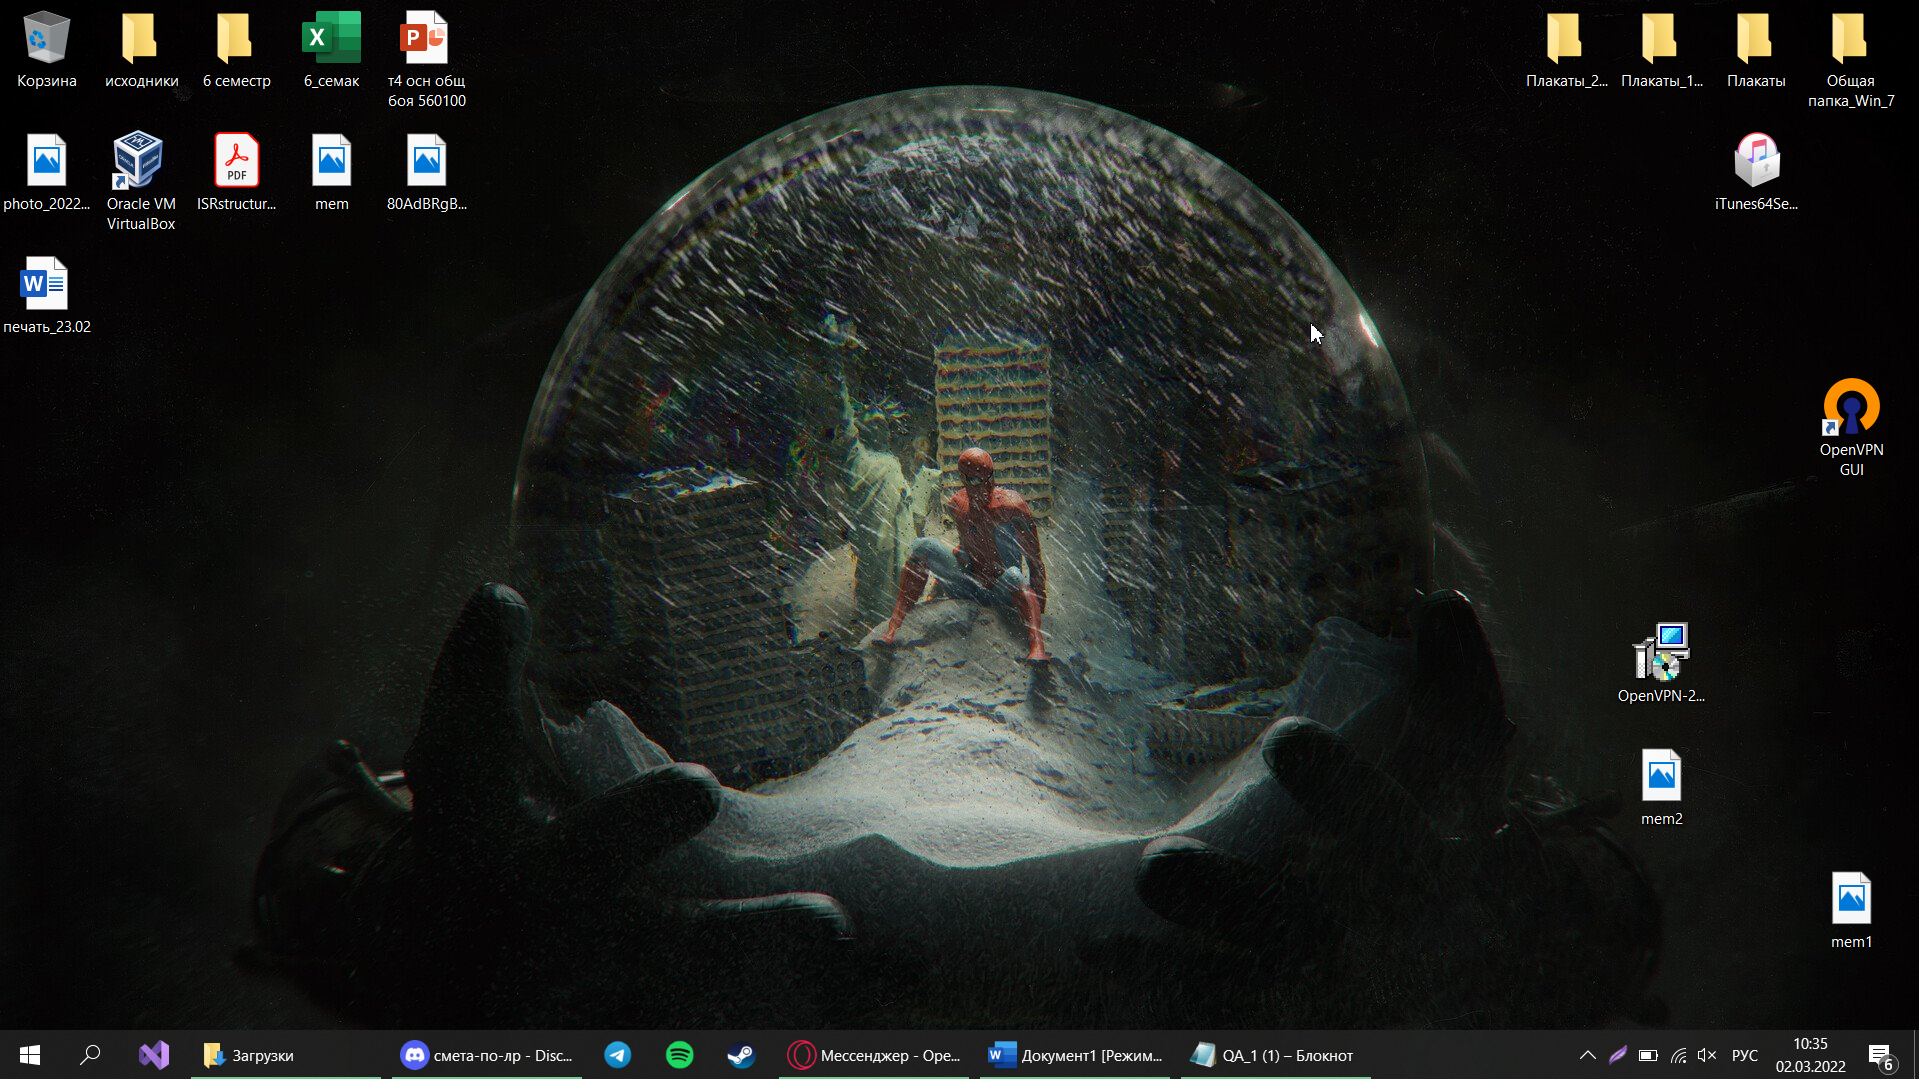 Корзина
исходники
6 семестр
6_семак
т4 осн общ
боя 560100
Плакаты_2...
Плакаты_1...
Плакаты
Общая
папка_Win_7
photo_2022...
Oracle VM
VirtualBox
PDF
ISRstructur...
mem
80AdBRgB...
iTunes64Se...
печать_23.02
OpenVPN
GUI
OpenVPN-2...
mem2
mem1
Загрузки
смета-по-лр - Disc...
Мессенджер - Ope...
Документ1 [Режим...
QA_1 (1) – Блокнот
РУС
10:35
02.03.2022
6